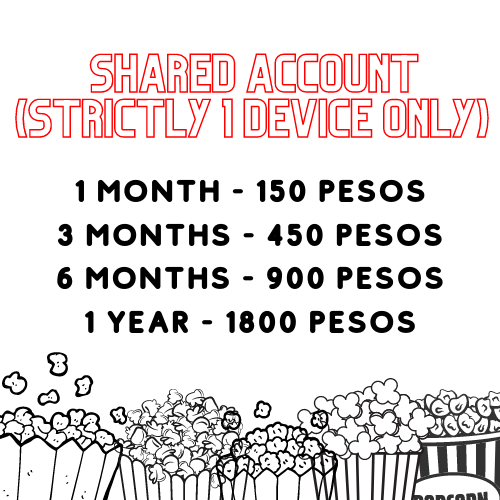 SHARED ACCOUNT
(STRICTLY 1 DEVICE ONLY)
1 MONTH - 150 PESOS
3 MONTHS - 450 PESOS
6 MONTHS - 900 PESOS
1 YEAR - 1800 PESOS
POPCORN